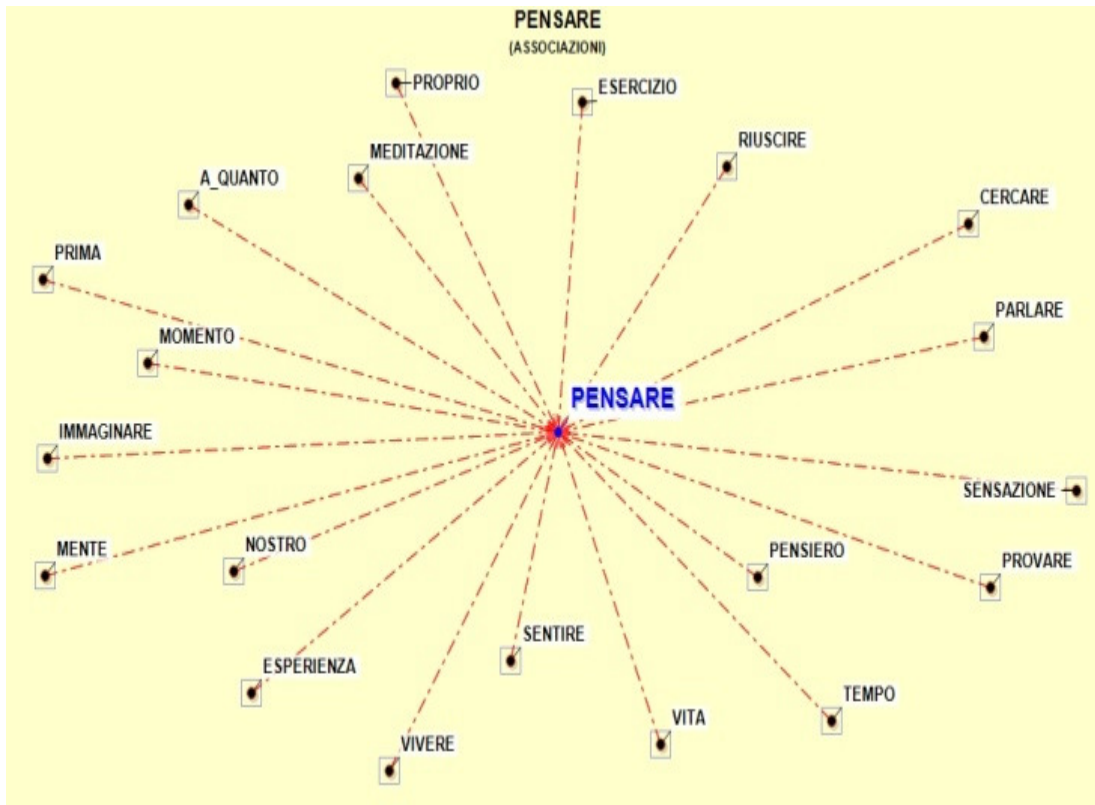 PENSARE
(ASSOCIAZIONI)
PROPRIO
ESERCIZIO
RIUSCIRE
MEDITAZIONE
A_QUANTO
CERCARE
PRIMA
PARLARE
MOMENTO
PENSARE
IMMAGINARE
SENSAZIONE
MENTE
NOSTRO
PENSIERO
PROVARE
SENTIRE
ESPERIENZA
TEMPO
VITA
VIVERE